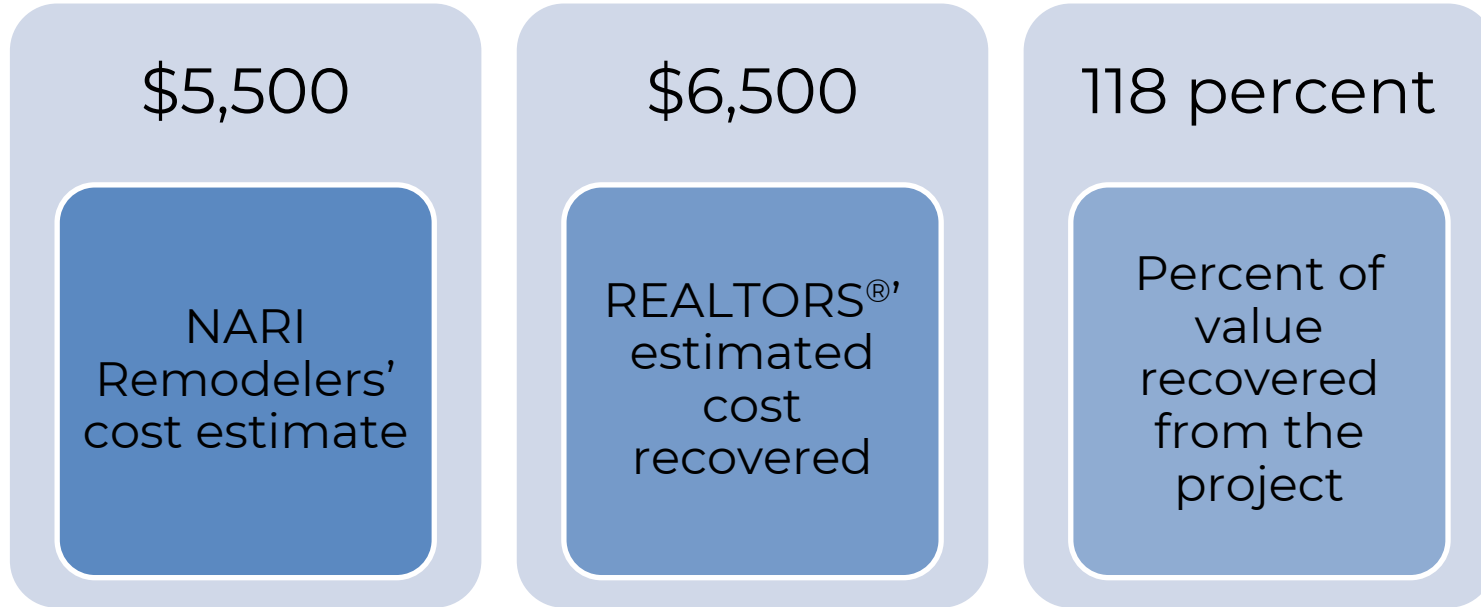 $5,500
NARI
Remodelers’
cost estimate
$6,500
REALTORS®’
estimated
cost
recovered
118 percent
Percent of
value
recovered
from the
project